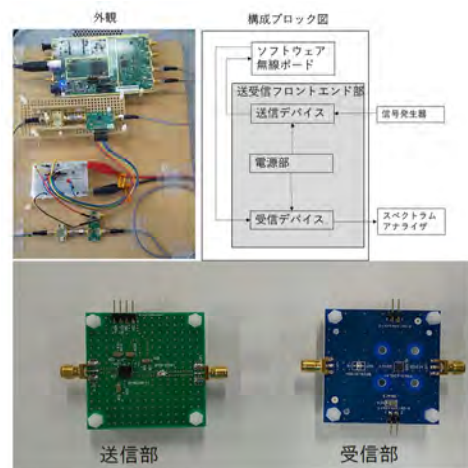 外観
構成ブロック図
ソフトウェア
無線ボード
送受信フロントエンド部
送信デバイス
信号発生器
電源部
受信デバイス
スペクトラム
アナライザ
送信部
受信部